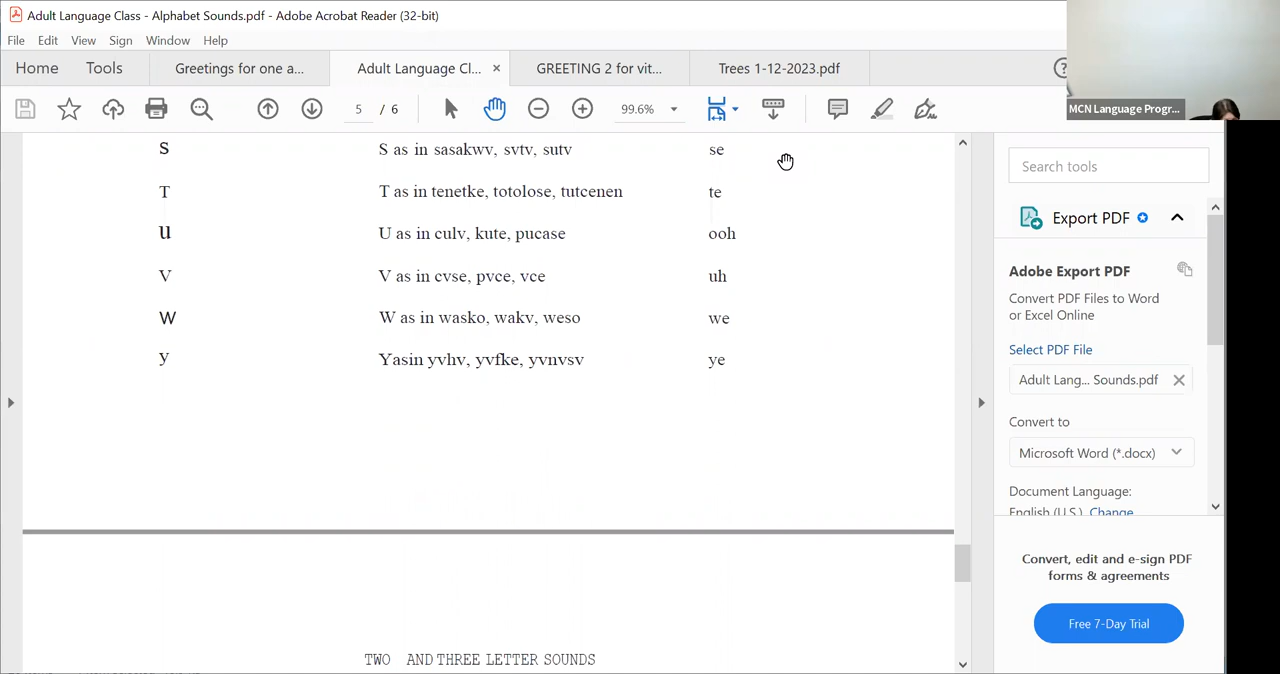 Adult Language Class - Alphabet Sounds.pdf - Adobe Acrobat Reader (32-bit)
File Edit View Sign Window Help
Home Tools Greetings for one a... Adult Language Cl... × GREETING 2 for vit... Trees 1-12-2023.pdf
5 / 6 99.6%
MCN Language Progr...
S S as in sasakwv, svtv, sutv se
T T as in tenetke, totolose, tutcenen te
u U as in culv, kute, pucase ooh
V V as in cvse, pvce, vce uh
W W as in wasko, wakv, weso we
y Yasin yvhv, yvfke, yvnvsv ye
TWO AND THREE LETTER SOUNDS
Search tools
Export PDF
Adobe Export PDF
Convert PDF Files to Word
or Excel Online
Select PDF File
Adult Lang... Sounds.pdf
Convert to
Microsoft Word (*.docx)
Document Language:
English (U.S.) Change
Convert, edit and e-sign PDF
forms & agreements
Free 7-Day Trial